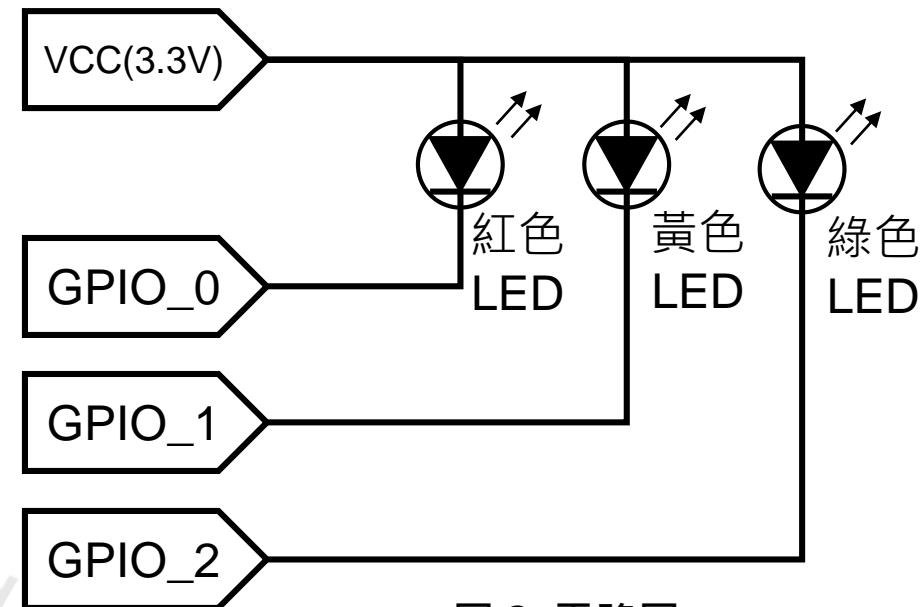 VCC(3.3V)
紅色
LED
黃色
LED
綠色
LED
GPIO_0
GPIO_1
GPIO_2